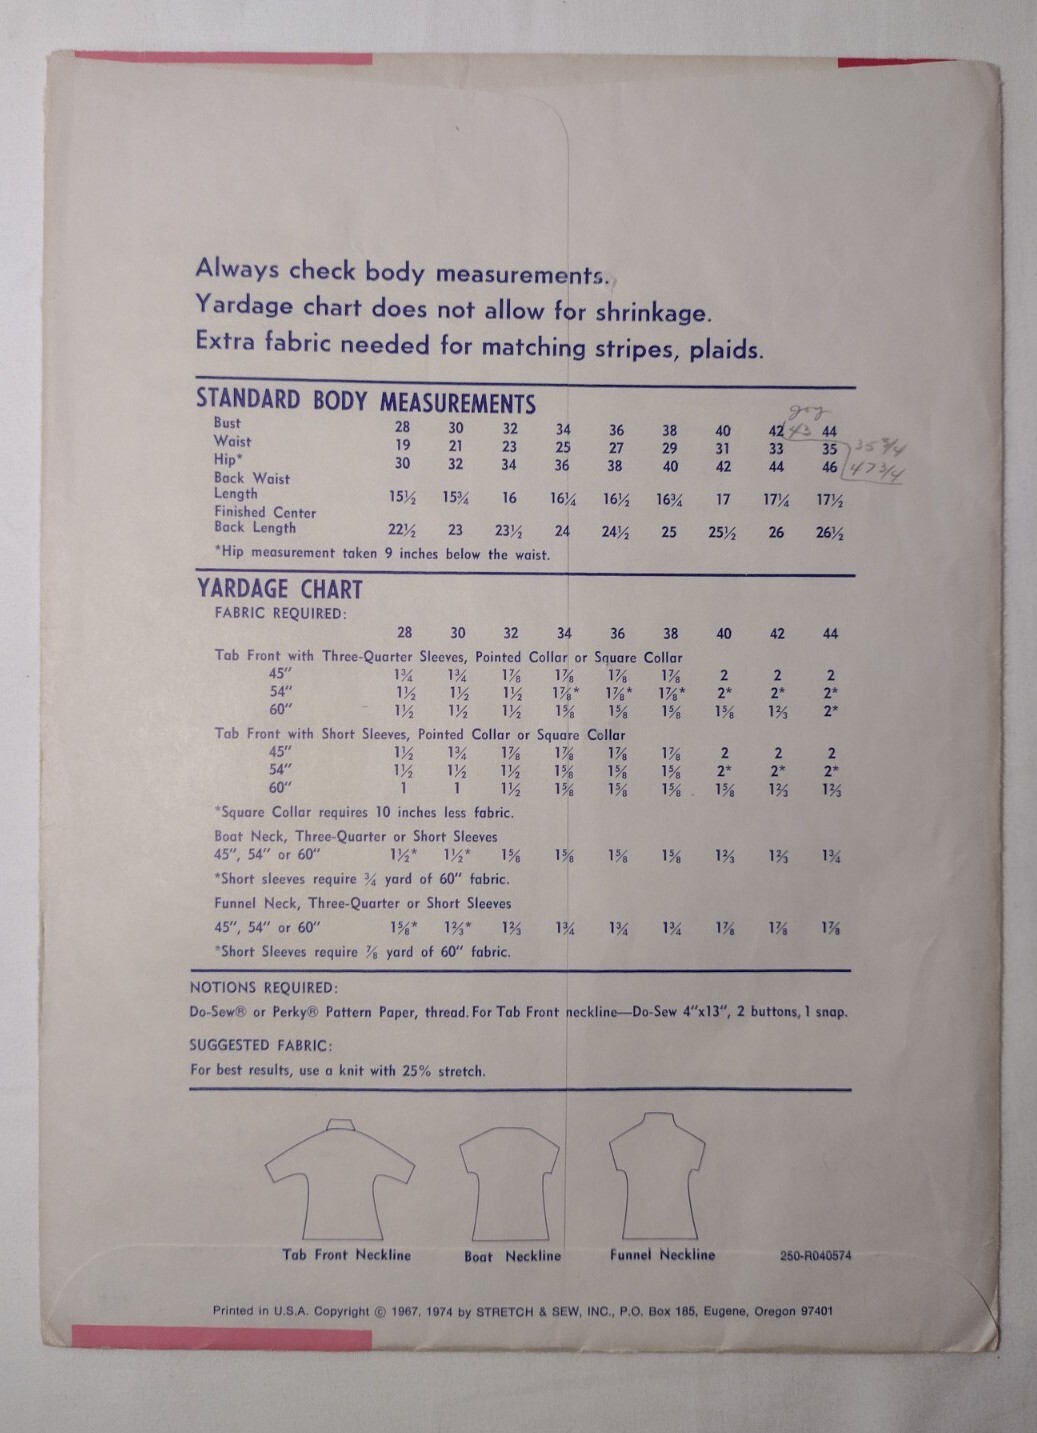 Always check body measurements.
Yardage chart does not allow for shrinkage.
Extra fabric needed for matching stripes, plaids.
STANDARD BODY MEASUREMENTS
Bust 28 30 32 34 36 38 40 42 43 44
Waist 19 21 23 25 27 29 31 33 35 35 3/4
Hip* 30 32 34 36 38 40 42 44 46 47 3/4
Back Waist
Length 15½ 15¾ 16 16¼ 16½ 16¾ 17 17¼ 17½
Finished Center
Back Length 22½ 23 23½ 24 24½ 25 25½ 26 26½
*Hip measurement taken 9 inches below the waist.
YARDAGE CHART
FABRIC REQUIRED:
28 30 32 34 36 38 40 42 44
Tab Front with Three-Quarter Sleeves, Pointed Collar or Square Collar
45" 1¾ 1¾ 1⅞ 1⅞ 1⅞ 1⅞ 2 2 2
54" 1½ 1½ 1½ 1⅞* 1⅞* 1⅞* 2* 2* 2*
60" 1½ 1½ 1½ 1⅝ 1⅝ 1⅝ 1⅝ 1⅔ 2*
Tab Front with Short Sleeves, Pointed Collar or Square Collar
45" 1½ 1¾ 1⅞ 1⅞ 1⅞ 1⅞ 2 2 2
54" 1½ 1½ 1½ 1⅝ 1⅝ 1⅝ 2* 2* 2*
60" 1 1 1½ 1⅝ 1⅝ 1⅝ 1⅝ 1⅔ 1⅔
*Square Collar requires 10 inches less fabric.
Boat Neck, Three-Quarter or Short Sleeves
45", 54" or 60" 1½* 1½* 1⅝ 1⅝ 1⅝ 1⅝ 1⅔ 1⅔ 1¾
*Short sleeves require ¾ yard of 60" fabric.
Funnel Neck, Three-Quarter or Short Sleeves
45", 54" or 60" 1⅝* 1⅔* 1⅔ 1¾ 1¾ 1¾ 1⅞ 1⅞ 1⅞
*Short Sleeves require ⅞ yard of 60" fabric.
NOTIONS REQUIRED:
Do-Sew® or Perky® Pattern Paper, thread. For Tab Front neckline—Do-Sew 4"x13", 2 buttons, 1 snap.
SUGGESTED FABRIC:
For best results, use a knit with 25% stretch.
Tab Front Neckline Boat Neckline Funnel Neckline 250-R040574
Printed in U.S.A. Copyright © 1967, 1974 by STRETCH & SEW, INC., P.O. Box 185, Eugene, Oregon 97401